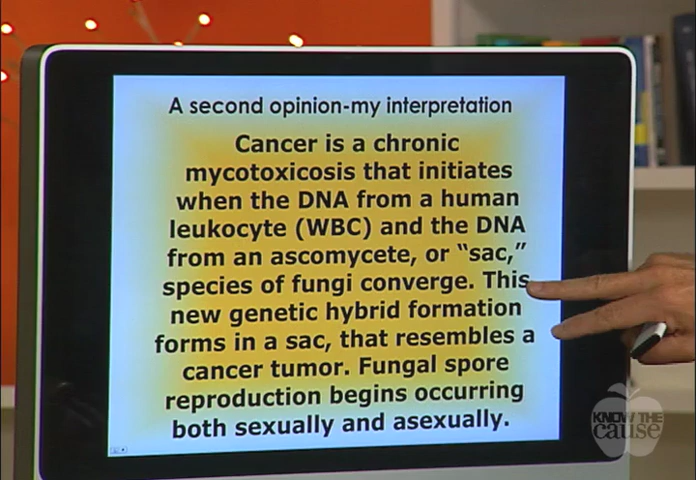 A second opinion-my interpretation
Cancer is a chronic
mycotoxicosis that initiates
when the DNA from a human
leukocyte (WBC) and the DNA
from an ascomycete, or “sac,”
species of fungi converge. This
new genetic hybrid formation
forms in a sac, that resembles a
cancer tumor. Fungal spore
reproduction begins occurring
both sexually and asexually.
KNOW THE
cause